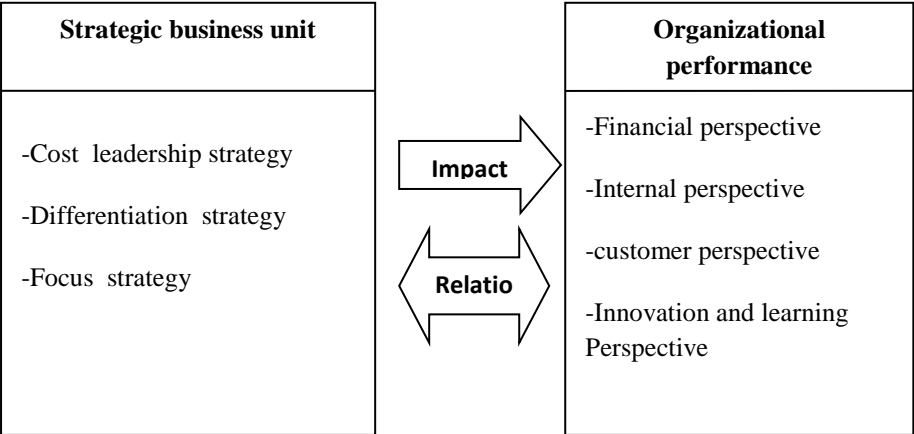 Strategic business unit
-Cost leadership strategy
-Differentiation strategy
-Focus strategy
Impact
Relatio
Organizational
performance
-Financial perspective
-Internal perspective
-customer perspective
-Innovation and learning
Perspective